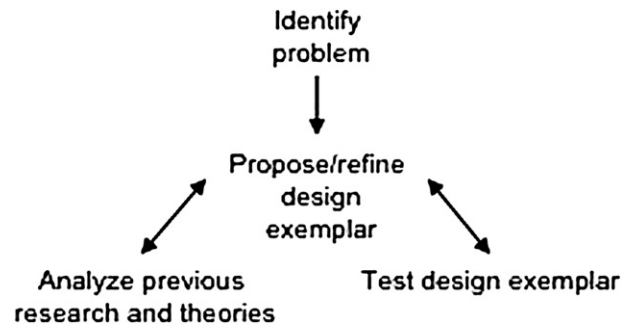 Identify
problem
Propose/refine
design
exemplar
Analyze previous
research and theories
Test design exemplar